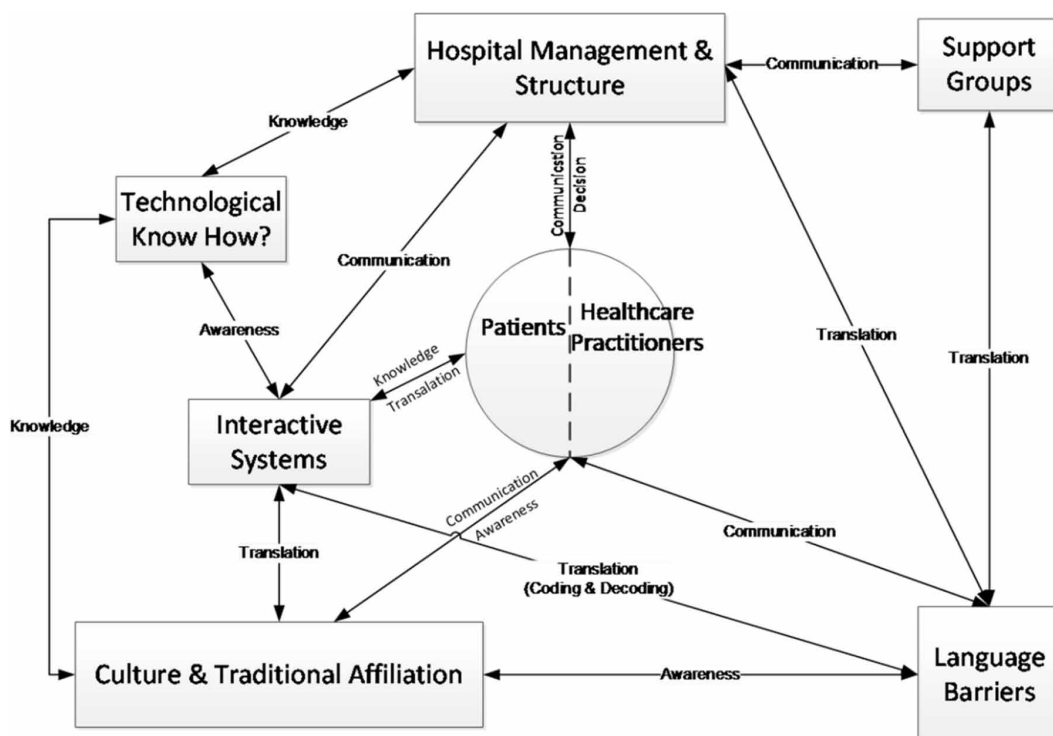 Hospital Management &
Structure
Communication
Support
Groups
Knowledge
Communication
Decision
Technological
Know How?
Communication
Awareness
Patients
Healthcare
Practitioners
Translation
Translation
Knowledge
Transalation
Knowledge
Interactive
Systems
Communication
Awareness
Communication
Translation
Translation
(Coding & Decoding)
Culture & Traditional Affiliation
Awareness
Language
Barriers